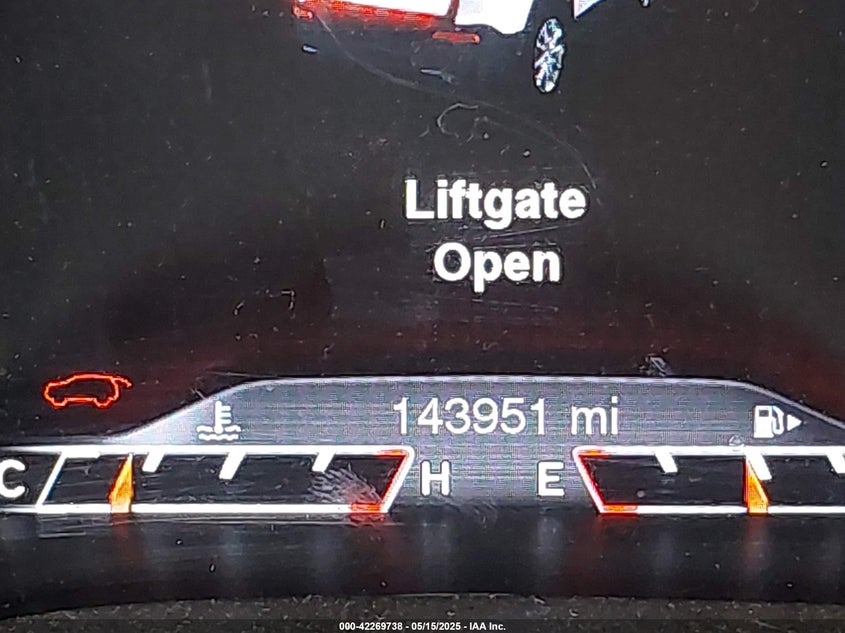 Liftgate
Open
143951 mi
C H E
000-42269738 - 05/15/2025 - IAA Inc.